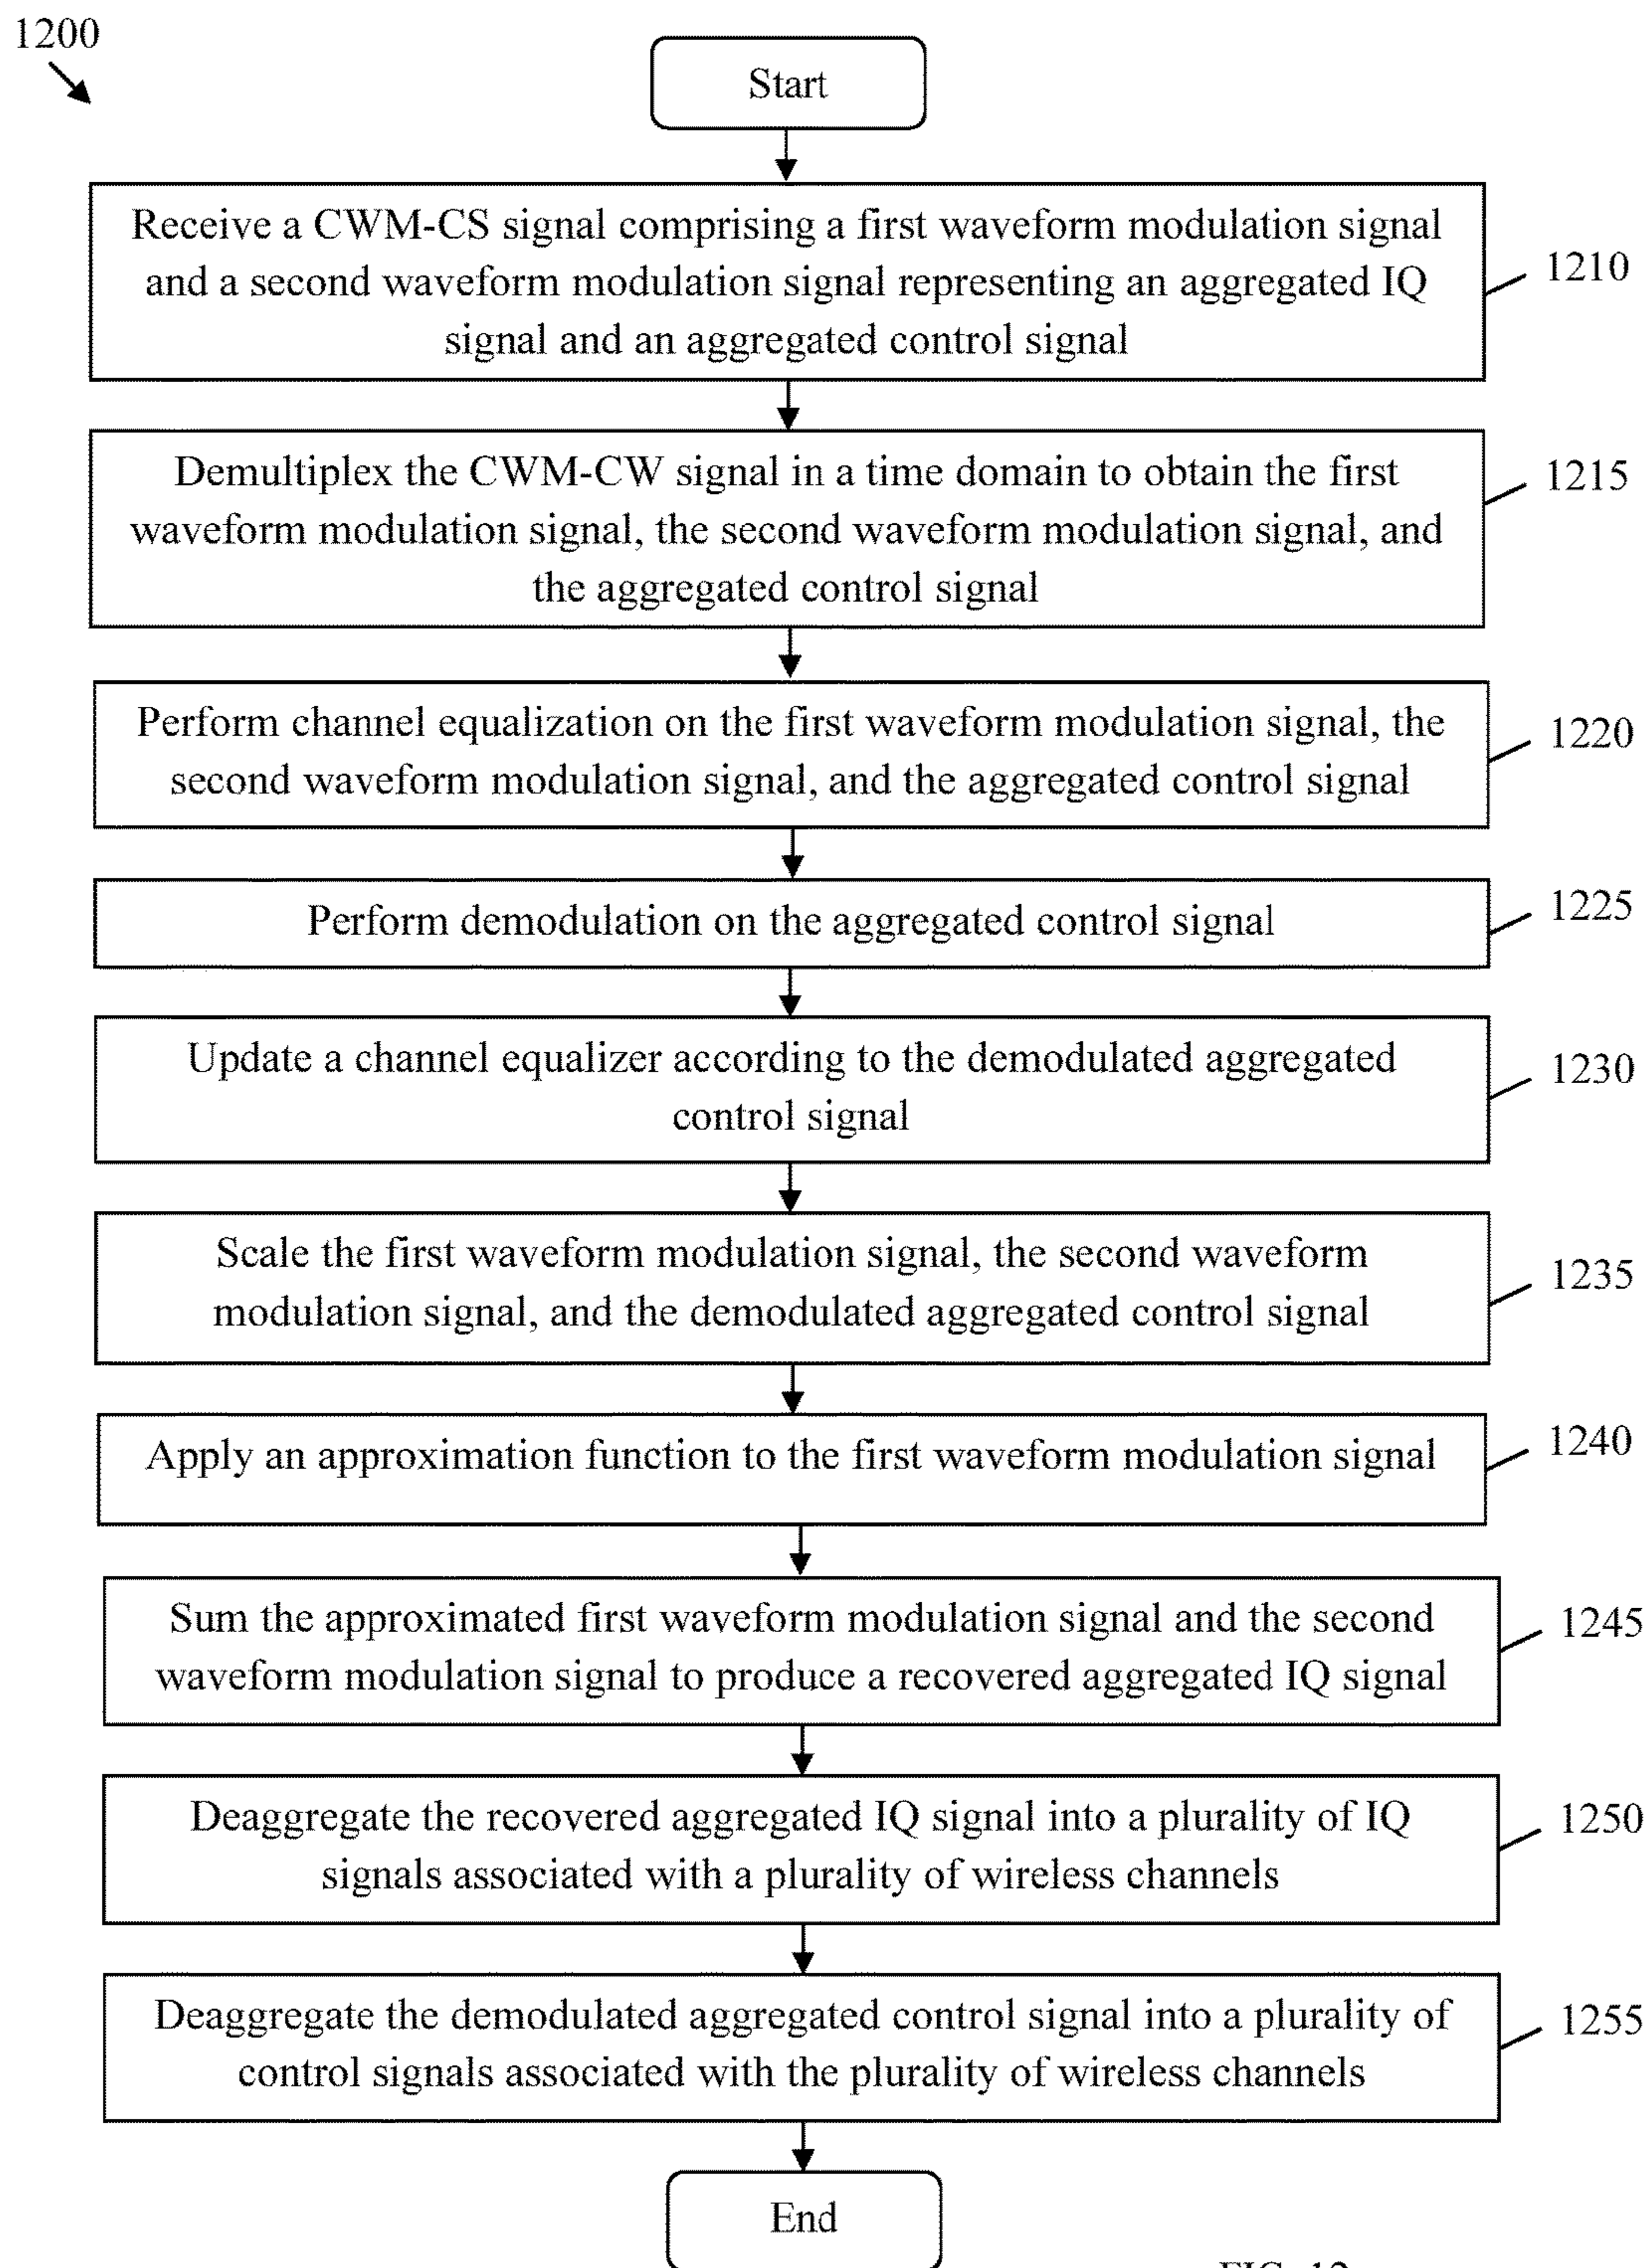 1200
Start
Receive a CWM-CS signal comprising a first waveform modulation signal
and a second waveform modulation signal representing an aggregated IQ
signal and an aggregated control signal
1210
Demultiplex the CWM-CW signal in a time domain to obtain the first
waveform modulation signal, the second waveform modulation signal, and
the aggregated control signal
1215
Perform channel equalization on the first waveform modulation signal, the
second waveform modulation signal, and the aggregated control signal
1220
Perform demodulation on the aggregated control signal
1225
Update a channel equalizer according to the demodulated aggregated
control signal
1230
Scale the first waveform modulation signal, the second waveform
modulation signal, and the demodulated aggregated control signal
1235
Apply an approximation function to the first waveform modulation signal
1240
Sum the approximated first waveform modulation signal and the second
waveform modulation signal to produce a recovered aggregated IQ signal
1245
Deaggregate the recovered aggregated IQ signal into a plurality of IQ
signals associated with a plurality of wireless channels
1250
Deaggregate the demodulated aggregated control signal into a plurality of
control signals associated with the plurality of wireless channels
1255
End